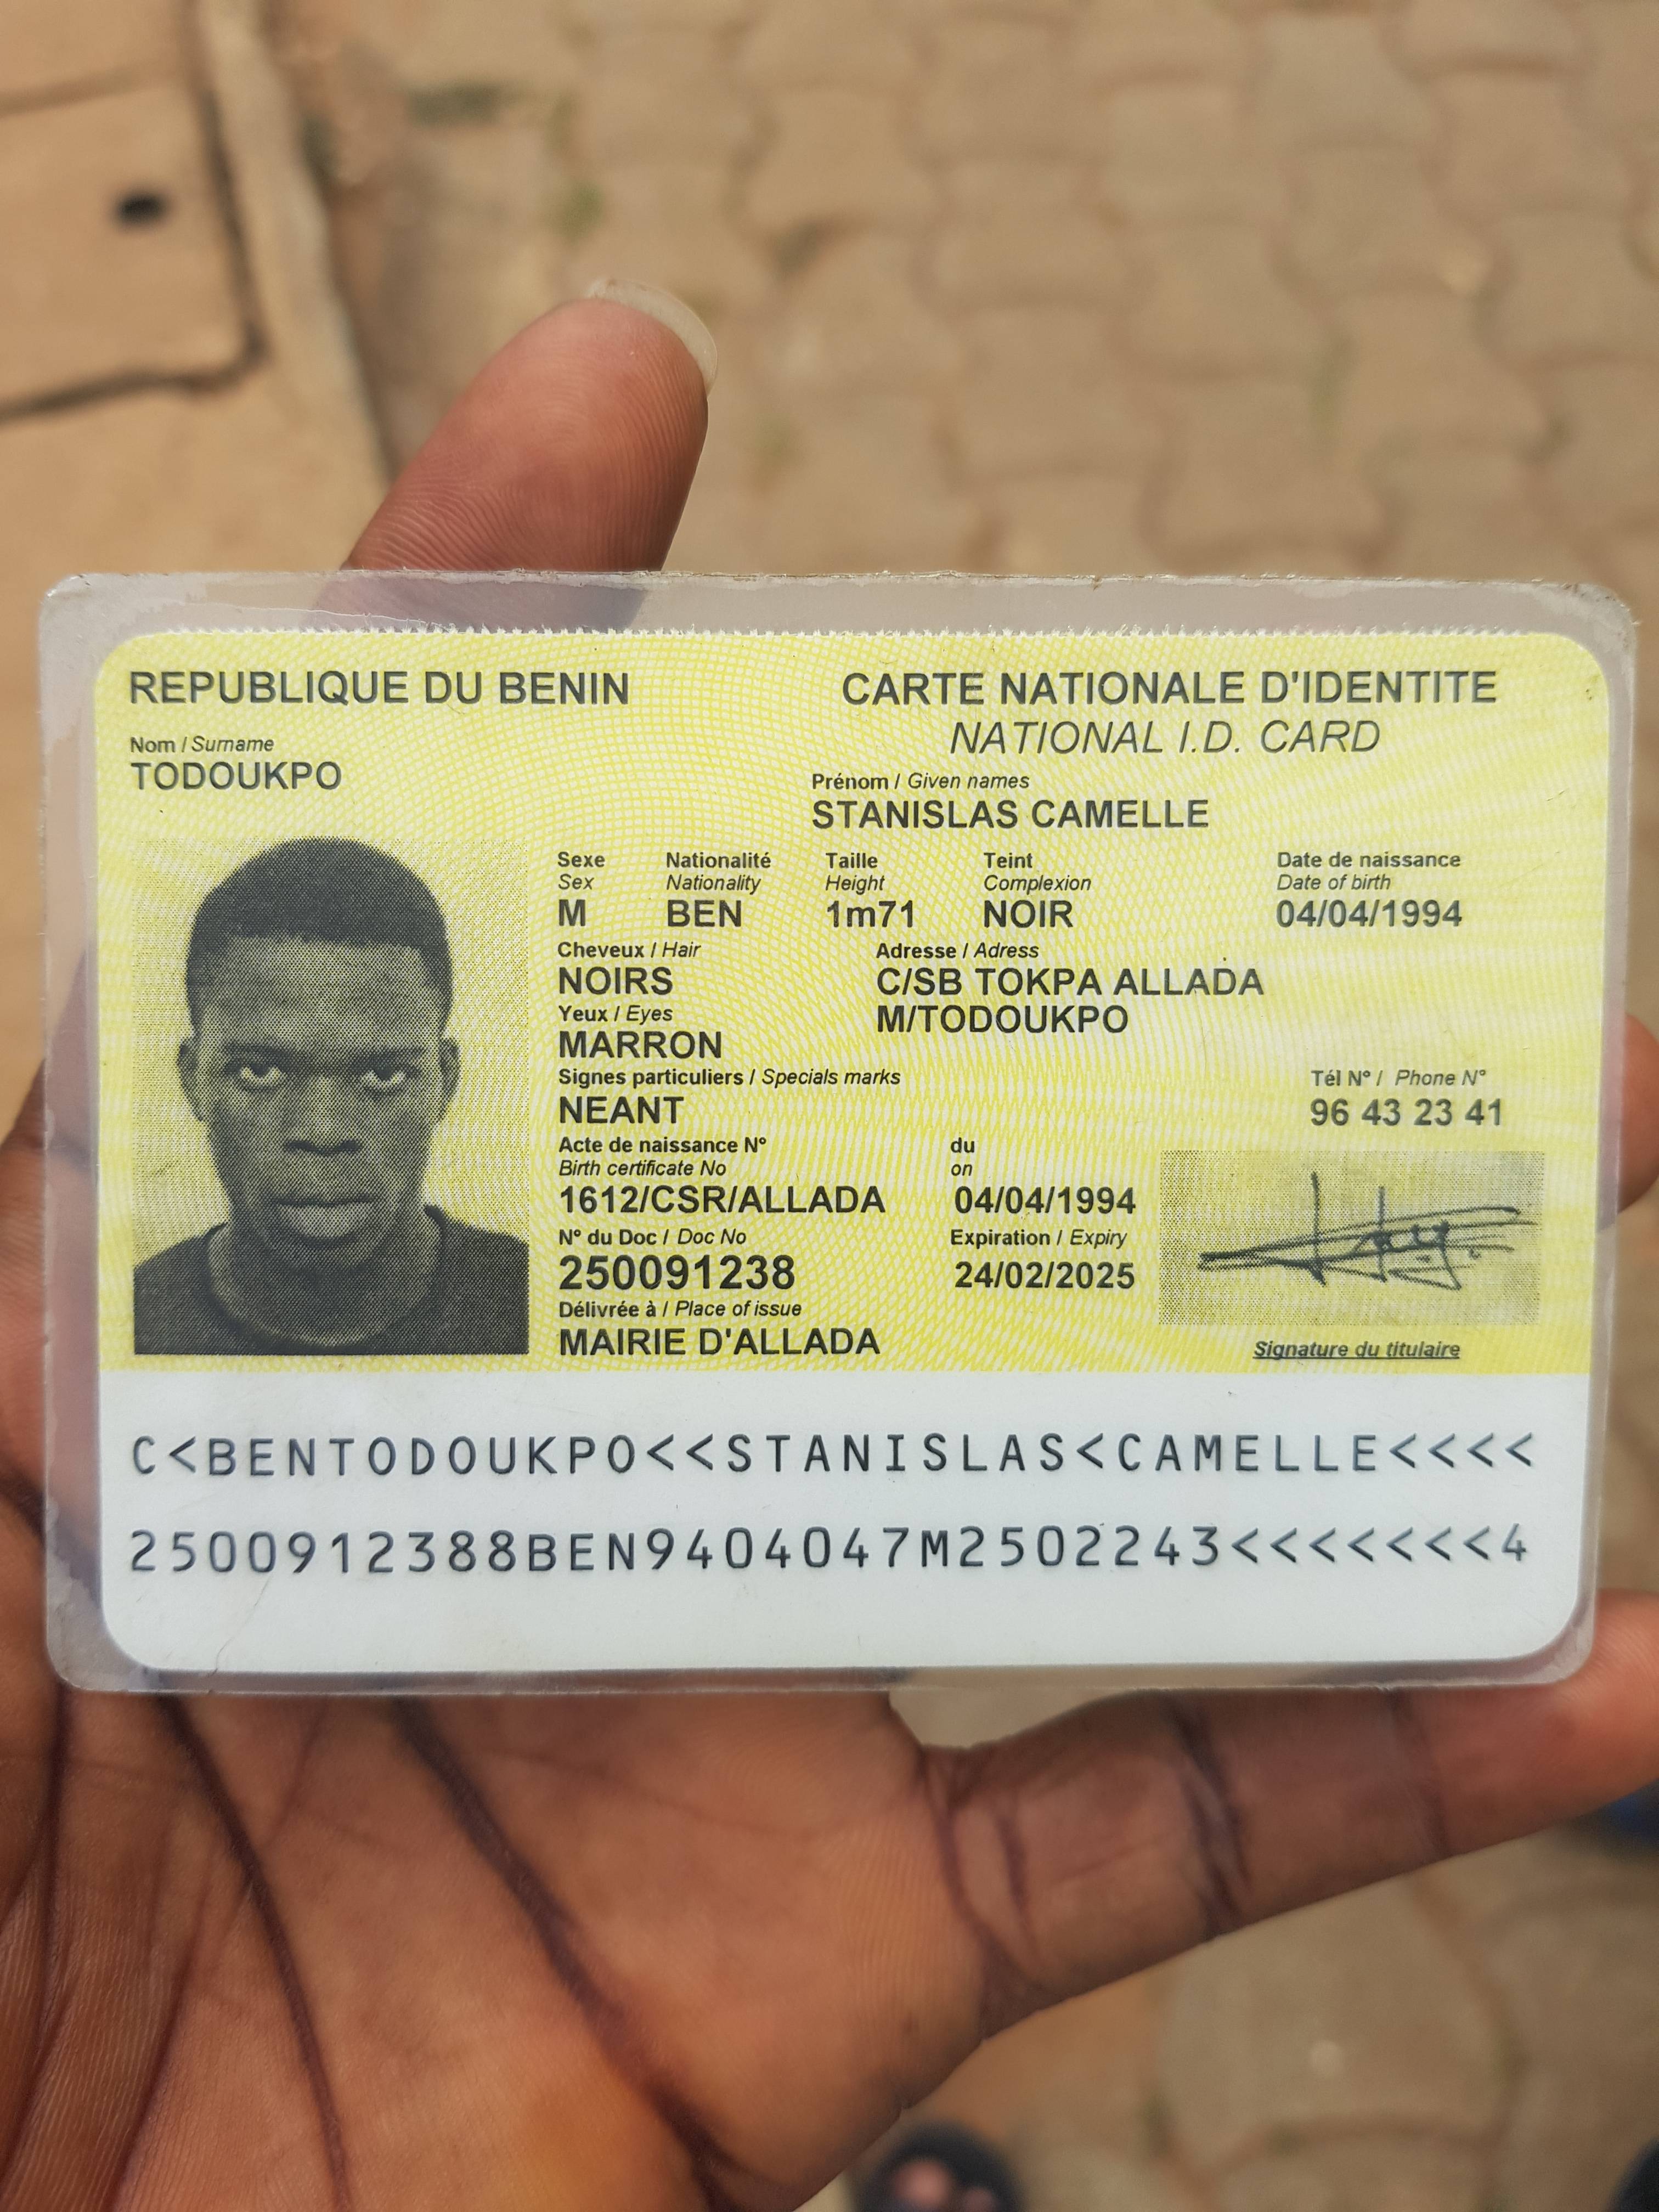 REPUBLIQUE DU BENIN
CARTE NATIONALE D'IDENTITE
NATIONAL I.D. CARD
Nom / Surname
TODOUKPO
Prénom / Given names
STANISLAS CAMELLE
Sexe Nationalité Taille Teint Date de naissance
Sex Nationality Height Complexion Date of birth
M BEN 1m71 NOIR 04/04/1994
Cheveux / Hair Adresse / Adress
NOIRS C/SB TOKPA ALLADA
Yeux / Eyes M/TODOUKPO
MARRON
Signes particuliers / Specials marks Tél N° / Phone N°
NEANT 96 43 23 41
Acte de naissance N° du
Birth certificate No on
1612/CSR/ALLADA 04/04/1994
N° du Doc / Doc No Expiration / Expiry
250091238 24/02/2025
Délivrée à / Place of issue
MAIRIE D'ALLADA
Signature du titulaire
C<BENTODOUKPO<<STANISLAS<CAMELLE<<<<
2500912388BEN9404047M2502243<<<<<<<4